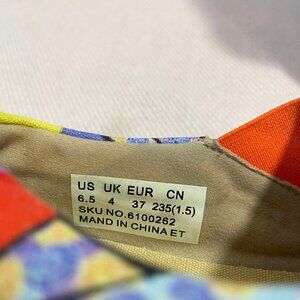 US UK EUR CN
6.5 4 37 235(1.5)
SKU NO.6100262
MAND IN CHINA ET